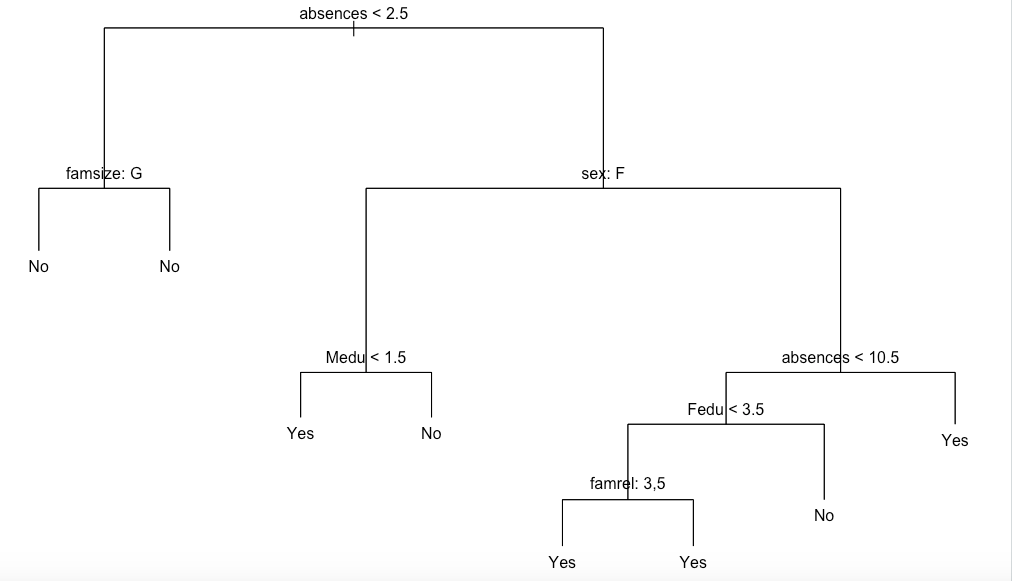 absences < 2.5
famsize: G
sex: F
No
No
Medu < 1.5
absences < 10.5
Fedu < 3.5
Yes
No
Yes
famrel: 3,5
No
Yes
Yes